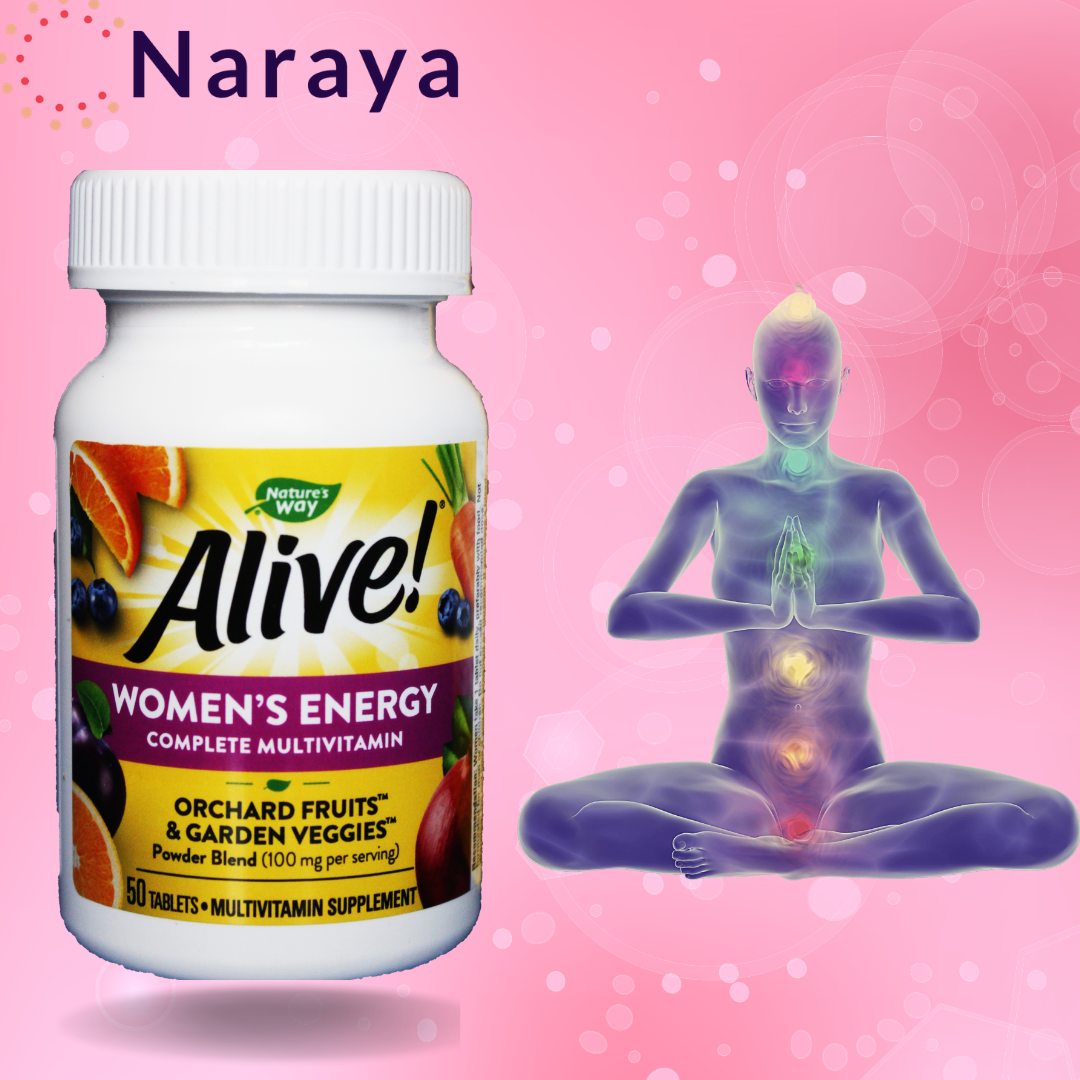 Naraya
Nature's
Way
Alive!®
WOMEN'S ENERGY
COMPLETE MULTIVITAMIN
ORCHARD FRUITS™
& GARDEN VEGGIES™
Powder Blend (100 mg per serving)
50 TABLETS • MULTIVITAMIN SUPPLEMENT